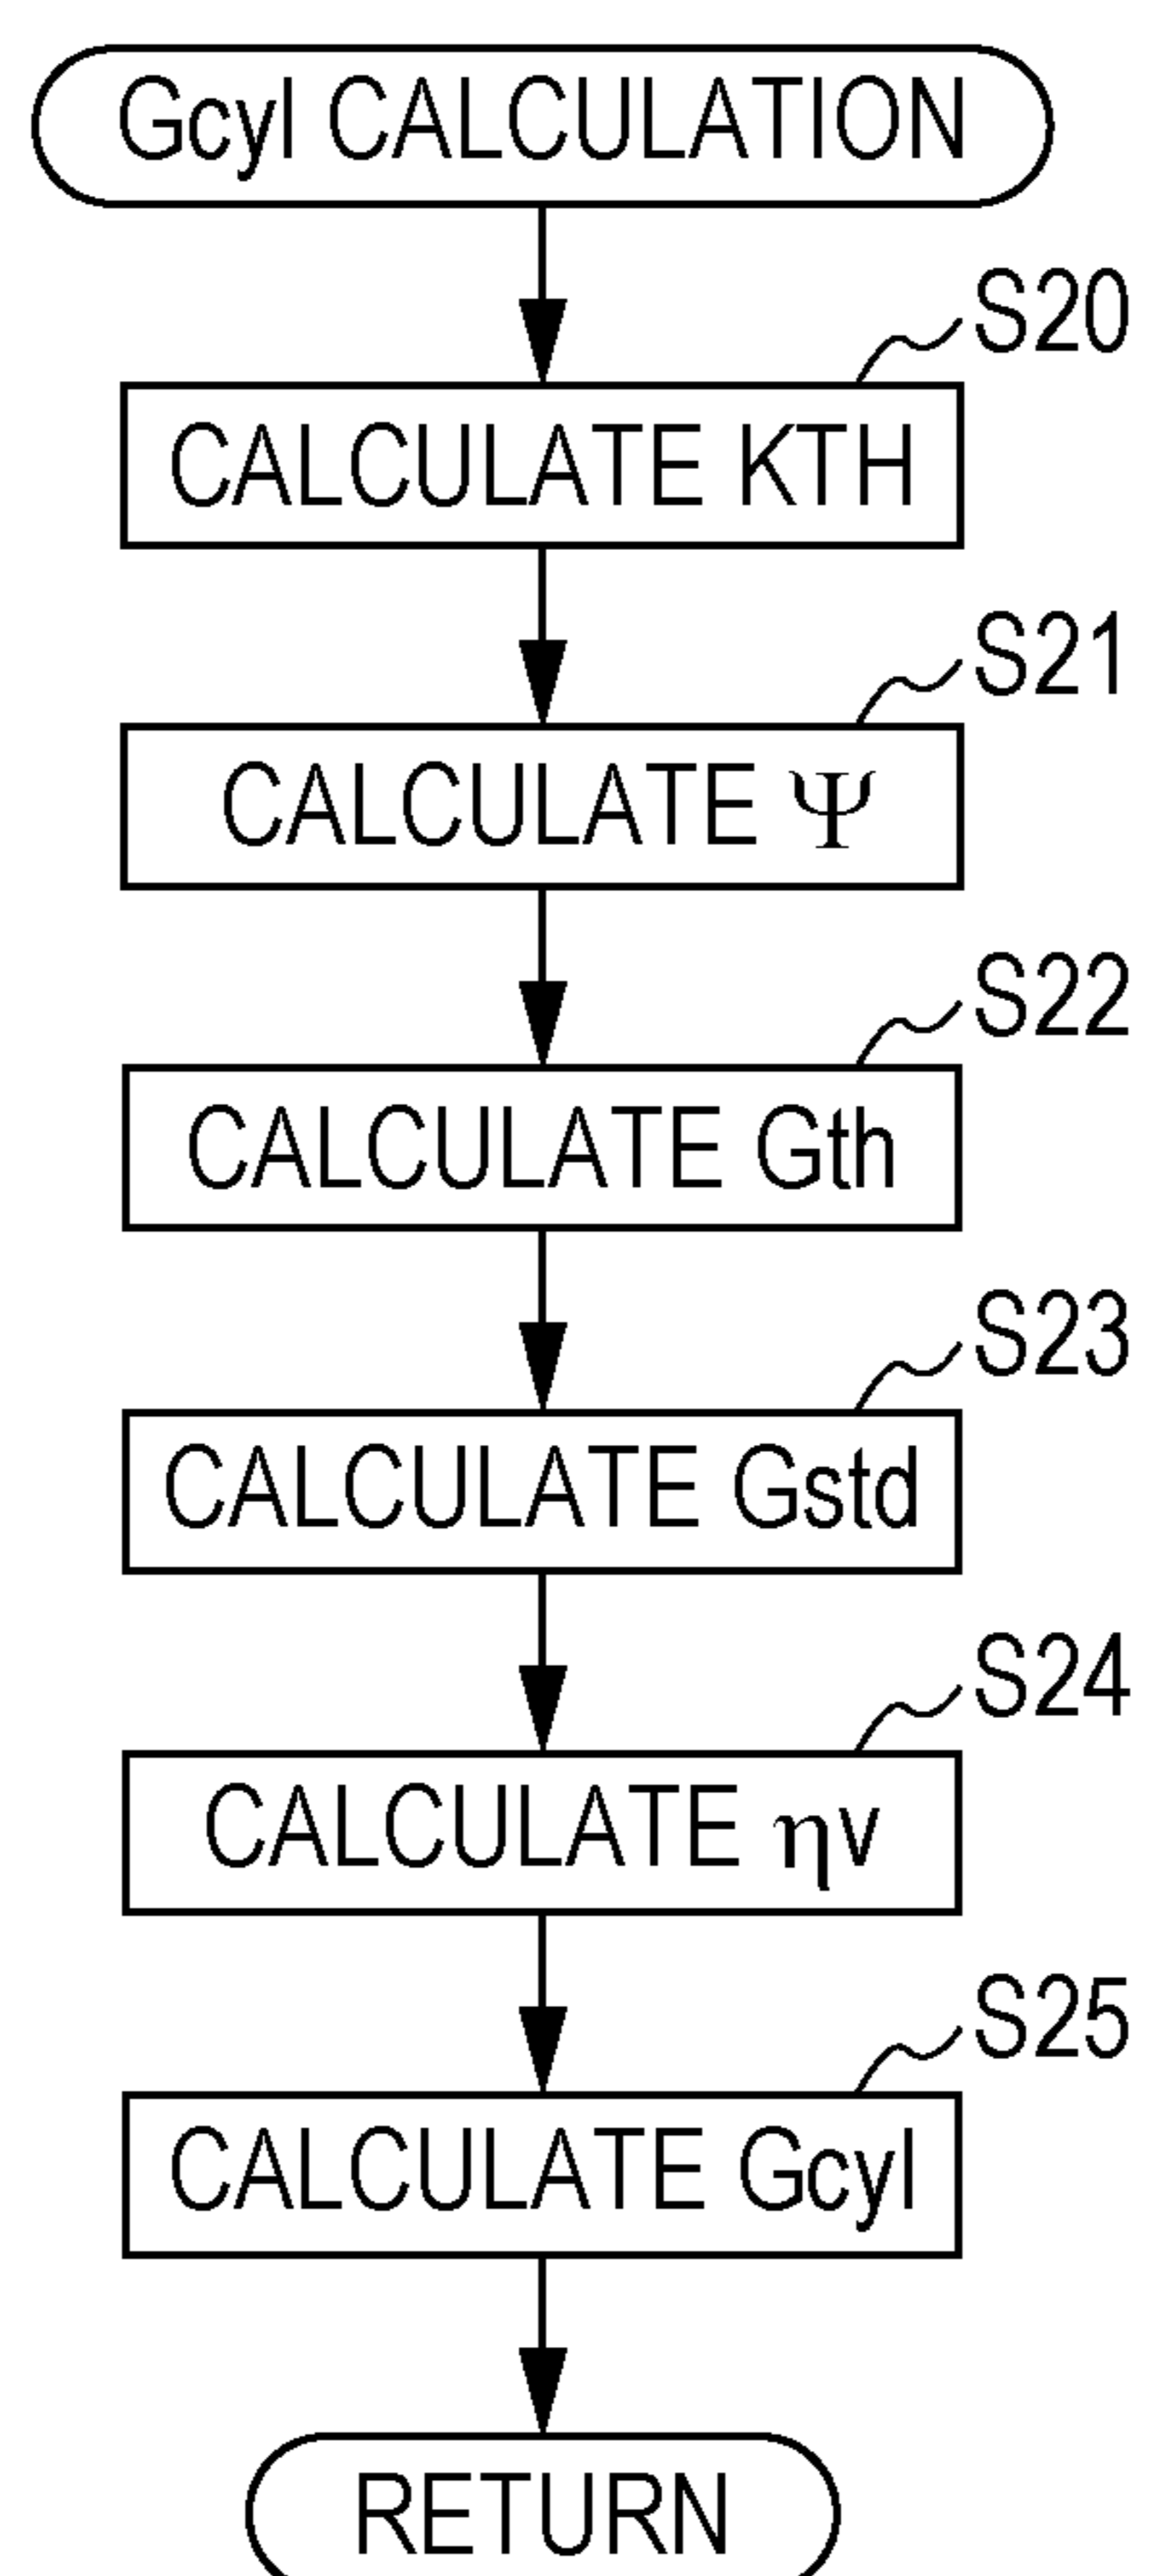 Gcyl CALCULATION
S20
CALCULATE KTH
S21
CALCULATE Ψ
S22
CALCULATE Gth
S23
CALCULATE Gstd
S24
CALCULATE ηv
S25
CALCULATE Gcyl
RETURN